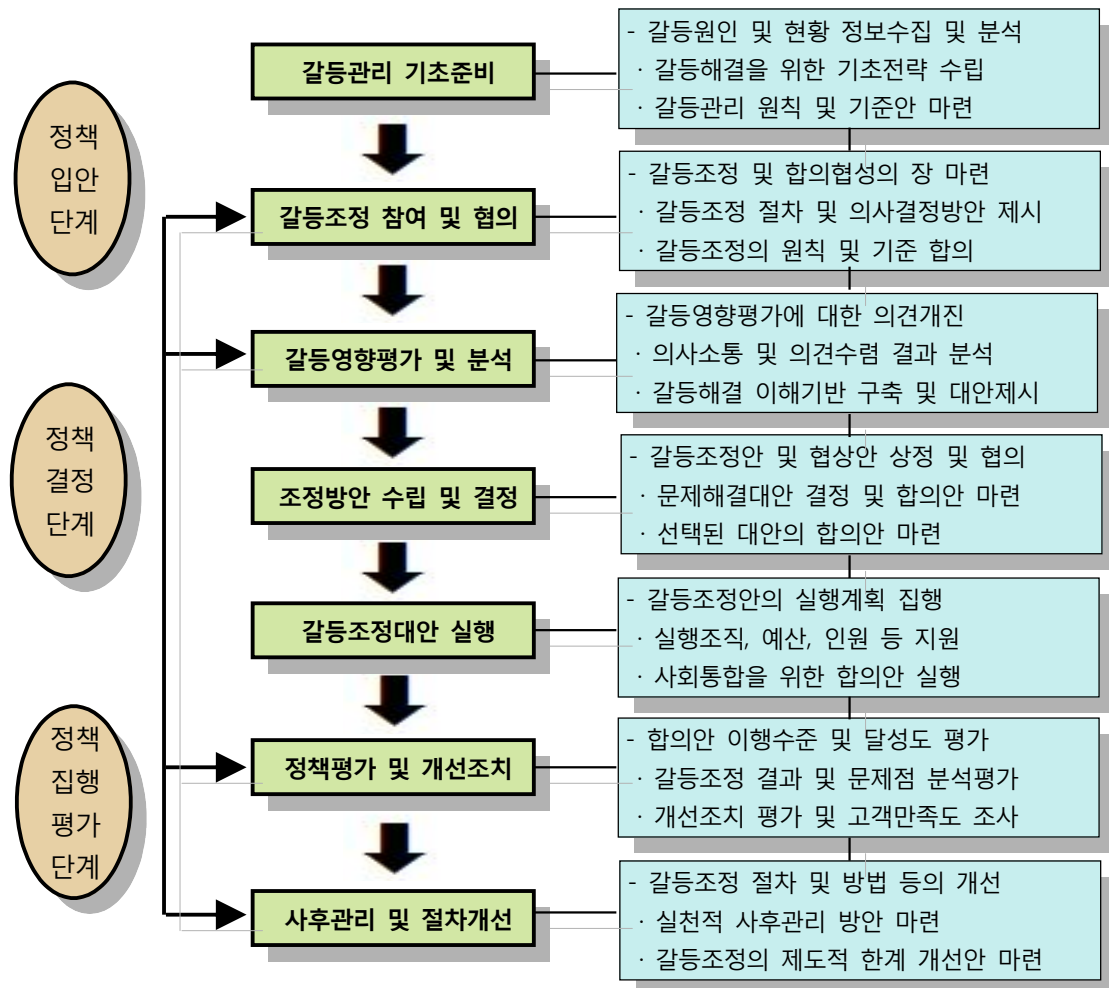 갈등관리 기초준비
- 갈등원인 및 현황 정보수집 및 분석
· 갈등해결을 위한 기초전략 수립
· 갈등관리 원칙 및 기준안 마련
정책
입안
단계
갈등조정 참여 및 협의
- 갈등조정 및 합의협성의 장 마련
· 갈등조정 절차 및 의사결정방안 제시
· 갈등조정의 원칙 및 기준 합의
갈등영향평가 및 분석
- 갈등영향평가에 대한 의견개진
· 의사소통 및 의견수렴 결과 분석
· 갈등해결 이해기반 구축 및 대안제시
정책
결정
단계
조정방안 수립 및 결정
- 갈등조정안 및 협상안 상정 및 협의
· 문제해결대안 결정 및 합의안 마련
· 선택된 대안의 합의안 마련
갈등조정대안 실행
- 갈등조정안의 실행계획 집행
· 실행조직, 예산, 인원 등 지원
· 사회통합을 위한 합의안 실행
정책
집행
평가
단계
정책평가 및 개선조치
- 합의안 이행수준 및 달성도 평가
· 갈등조정 결과 및 문제점 분석평가
· 개선조치 평가 및 고객만족도 조사
사후관리 및 절차개선
- 갈등조정 절차 및 방법 등의 개선
· 실천적 사후관리 방안 마련
· 갈등조정의 제도적 한계 개선안 마련